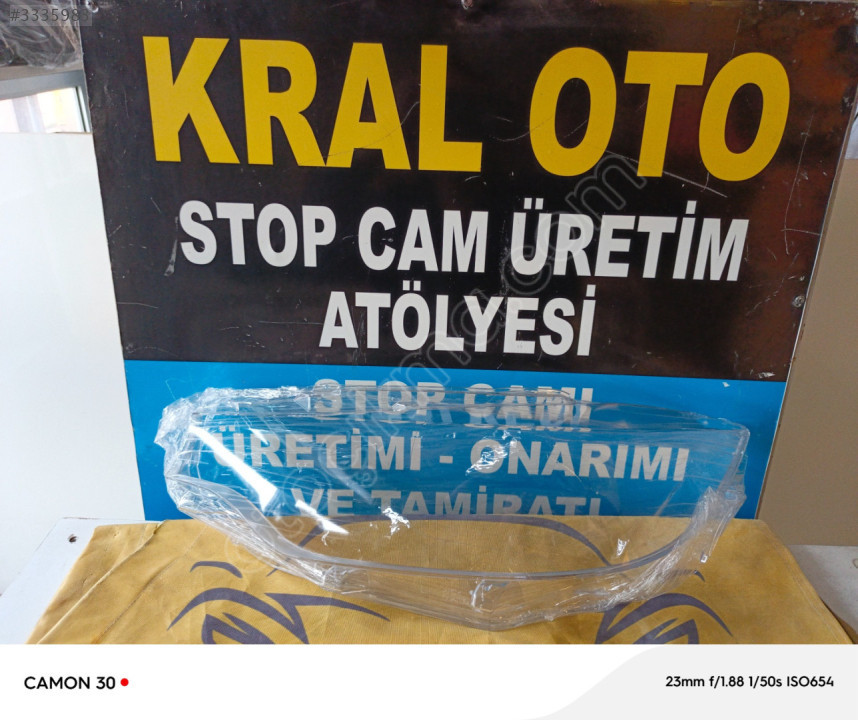 KRAL OTO
STOP CAM ÜRETİM
ATÖLYESİ
STOP CAMI
ÜRETİMİ - ONARIMI
VE TAMİRATI
CAMON 30
23mm f/1.88 1/50s ISO654